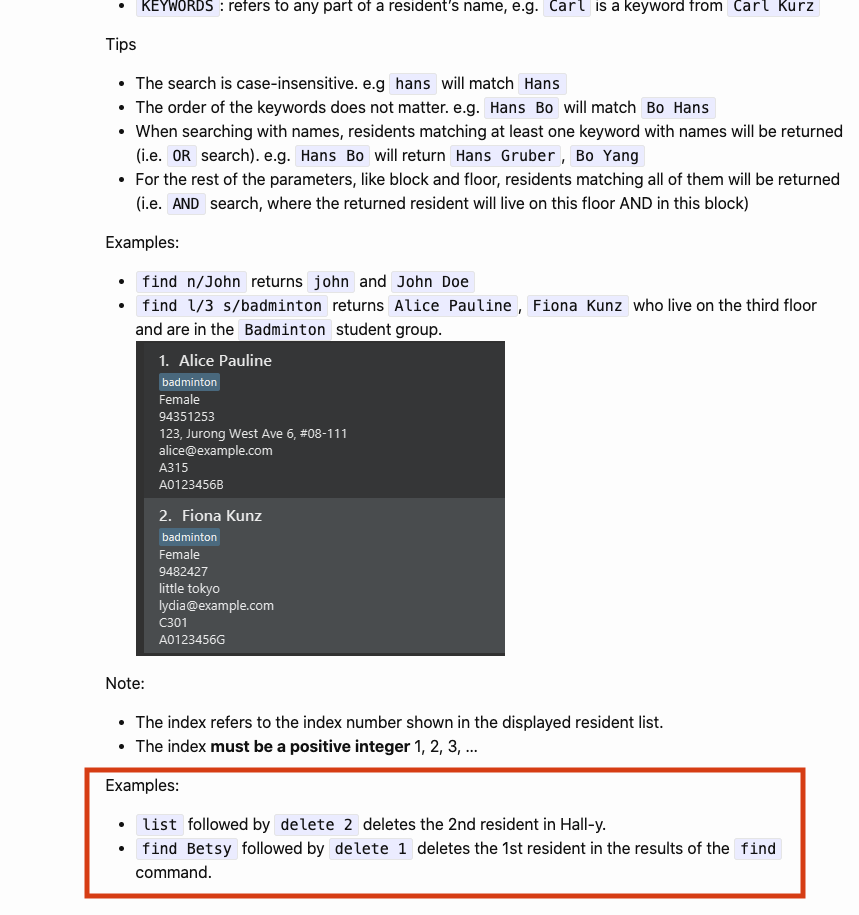 • KEYWORDS : refers to any part of a resident's name, e.g. Carl is a keyword from Carl Kurz
Tips
• The search is case-insensitive. e.g hans will match Hans
• The order of the keywords does not matter. e.g. Hans Bo will match Bo Hans
• When searching with names, residents matching at least one keyword with names will be returned
(i.e. OR search). e.g. Hans Bo will return Hans Gruber , Bo Yang
• For the rest of the parameters, like block and floor, residents matching all of them will be returned
(i.e. AND search, where the returned resident will live on this floor AND in this block)
Examples:
• find n/John returns john and John Doe
• find l/3 s/badminton returns Alice Pauline , Fiona Kunz who live on the third floor
and are in the Badminton student group.
1. Alice Pauline
badminton
Female
94351253
123, Jurong West Ave 6, #08-111
alice@example.com
A315
A0123456B
2. Fiona Kunz
badminton
Female
9482427
little tokyo
lydia@example.com
C301
A0123456G
Note:
• The index refers to the index number shown in the displayed resident list.
• The index must be a positive integer 1, 2, 3, …
Examples:
• list followed by delete 2 deletes the 2nd resident in Hall-y.
• find Betsy followed by delete 1 deletes the 1st resident in the results of the find
command.